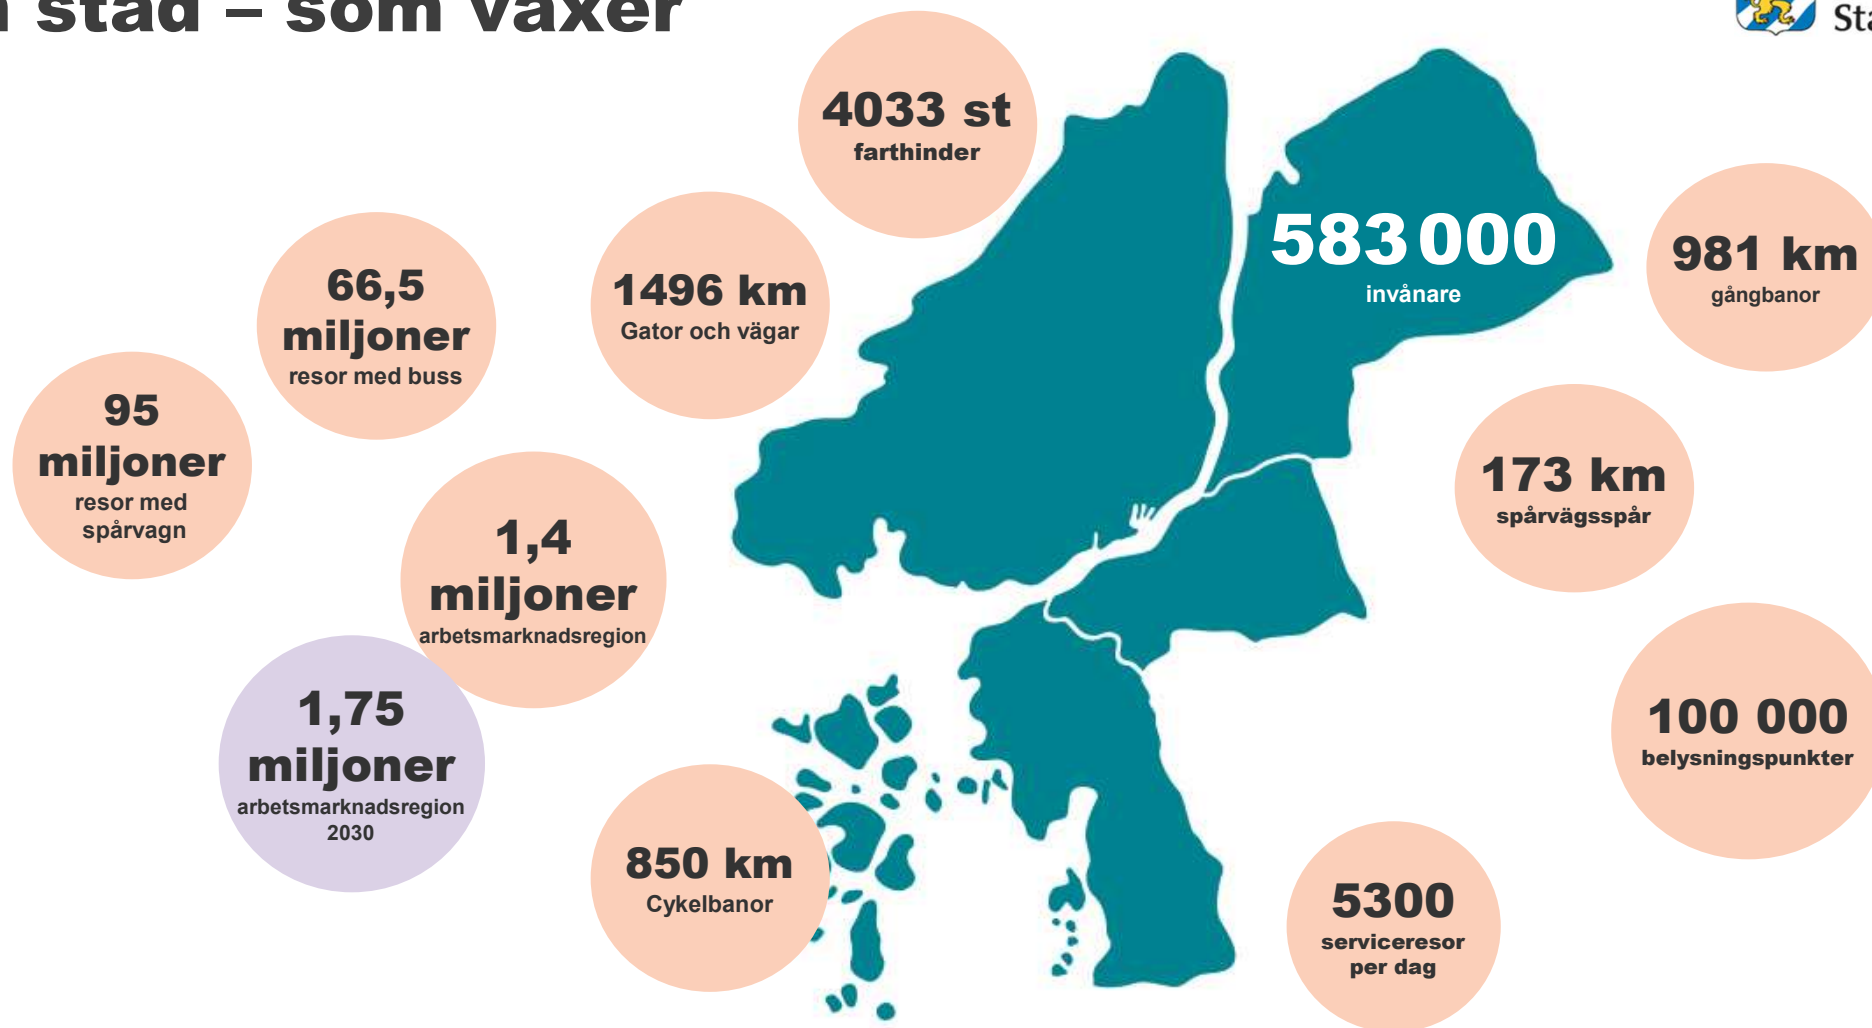 stad – som växer
4033 st
farthinder
583 000
invånare
981 km
gångbanor
66,5
miljoner
resor med buss
1496 km
Gator och vägar
95
miljoner
resor med
spårvagn
173 km
spårvägsspår
1,4
miljoner
arbetsmarknadsregion
1,75
miljoner
arbetsmarknadsregion
2030
100 000
belysningspunkter
850 km
Cykelbanor
5300
serviceresor
per dag